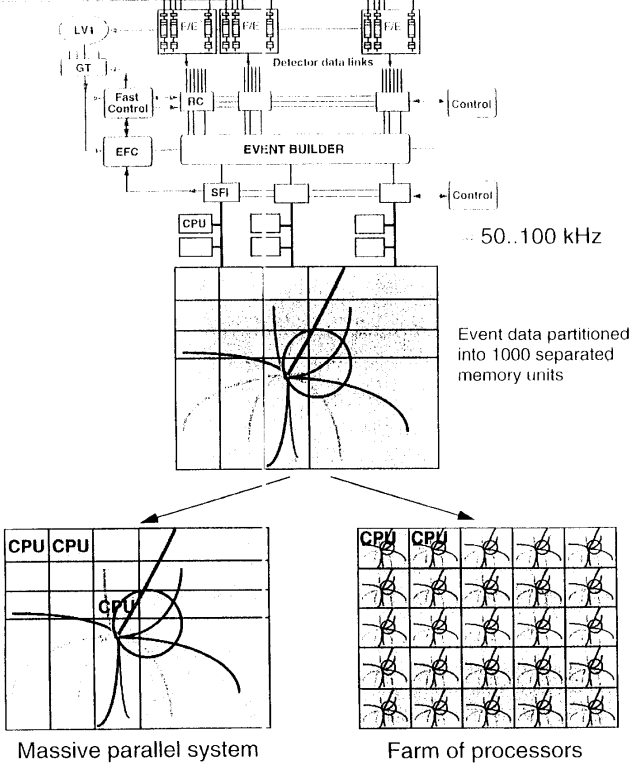 LV1
F/E
F/E
F/E
GT
Detector data links
Fast
Control
RC
Control
EFC
EVENT BUILDER
SFI
Control
CPU
50..100 kHz
Event data partitioned
into 1000 separated
memory units
CPU CPU
CPU
CPU CPU
Massive parallel system
Farm of processors